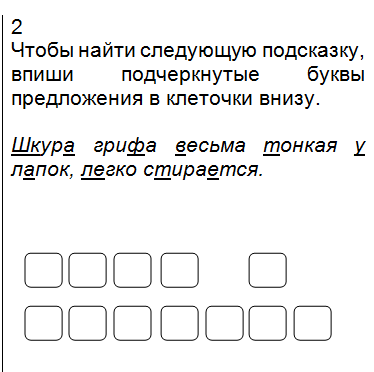 2
Чтобы найти следующую подсказку,
впиши подчеркнутые буквы
предложения в клеточки внизу.
Шкура грифа весьма тонкая у
лапок, легко стирается.